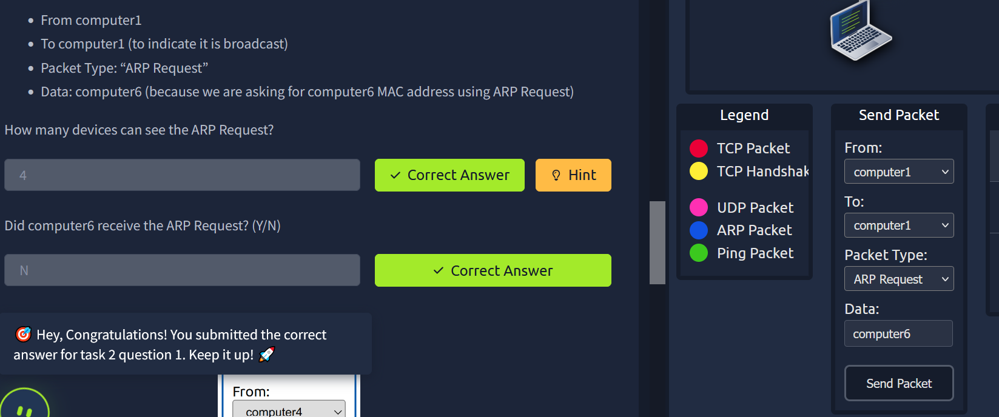 From computer1
To computer1 (to indicate it is broadcast)
Packet Type: “ARP Request”
Data: computer6 (because we are asking for computer6 MAC address using ARP Request)
How many devices can see the ARP Request?
4
Correct Answer
Hint
Did computer6 receive the ARP Request? (Y/N)
N
Correct Answer
Hey, Congratulations! You submitted the correct
answer for task 2 question 1. Keep it up!
From:
computer4
Legend
TCP Packet
TCP Handshak
UDP Packet
ARP Packet
Ping Packet
Send Packet
From:
computer1
To:
computer1
Packet Type:
ARP Request
Data:
computer6
Send Packet